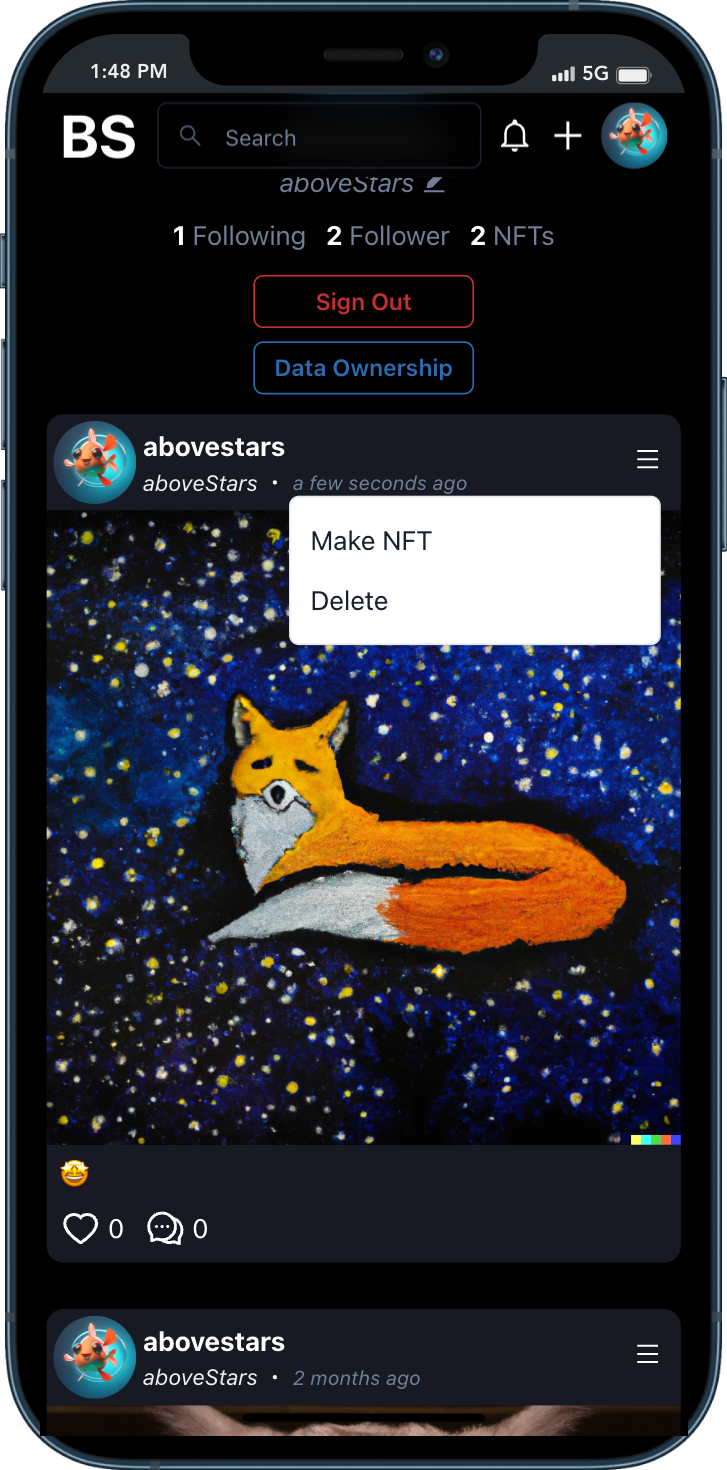 1:48 PM 5G
BS Search
aboveStars
1 Following 2 Follower 2 NFTs
Sign Out
Data Ownership
abovestars
aboveStars • a few seconds ago
Make NFT
Delete
0 0
abovestars
aboveStars • 2 months ago